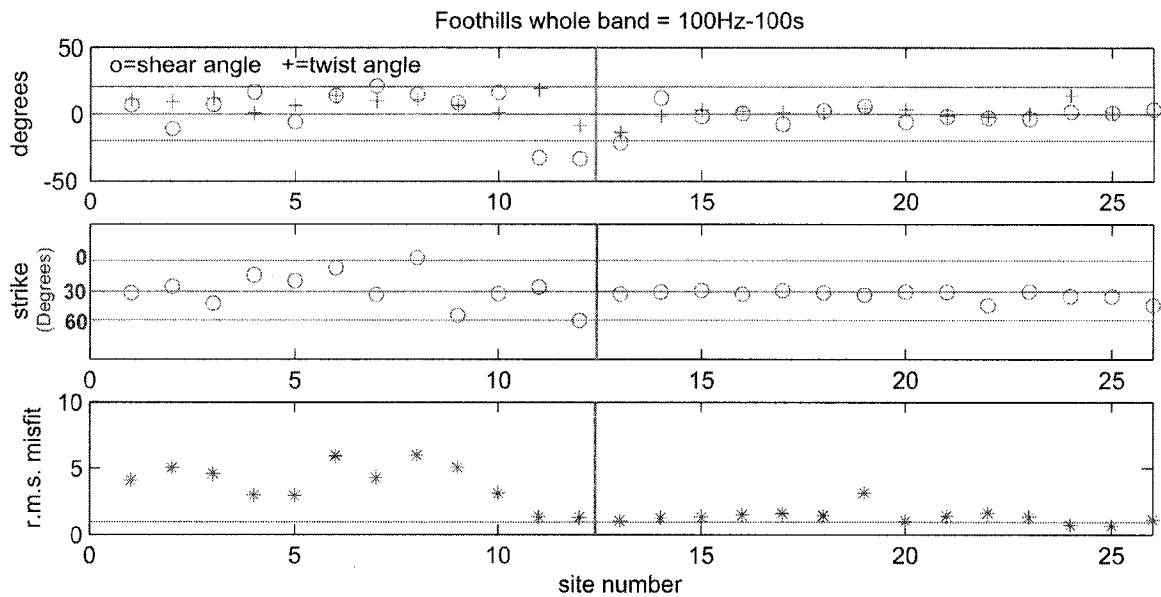 Foothills whole band = 100Hz-100s
50
o=shear angle +=twist angle
degrees
0
-50
0 5 10 15 20 25
strike
(Degrees)
0
30
60
0 5 10 15 20 25
10
r.m.s. misfit
5
0
0 5 10 15 20 25
site number